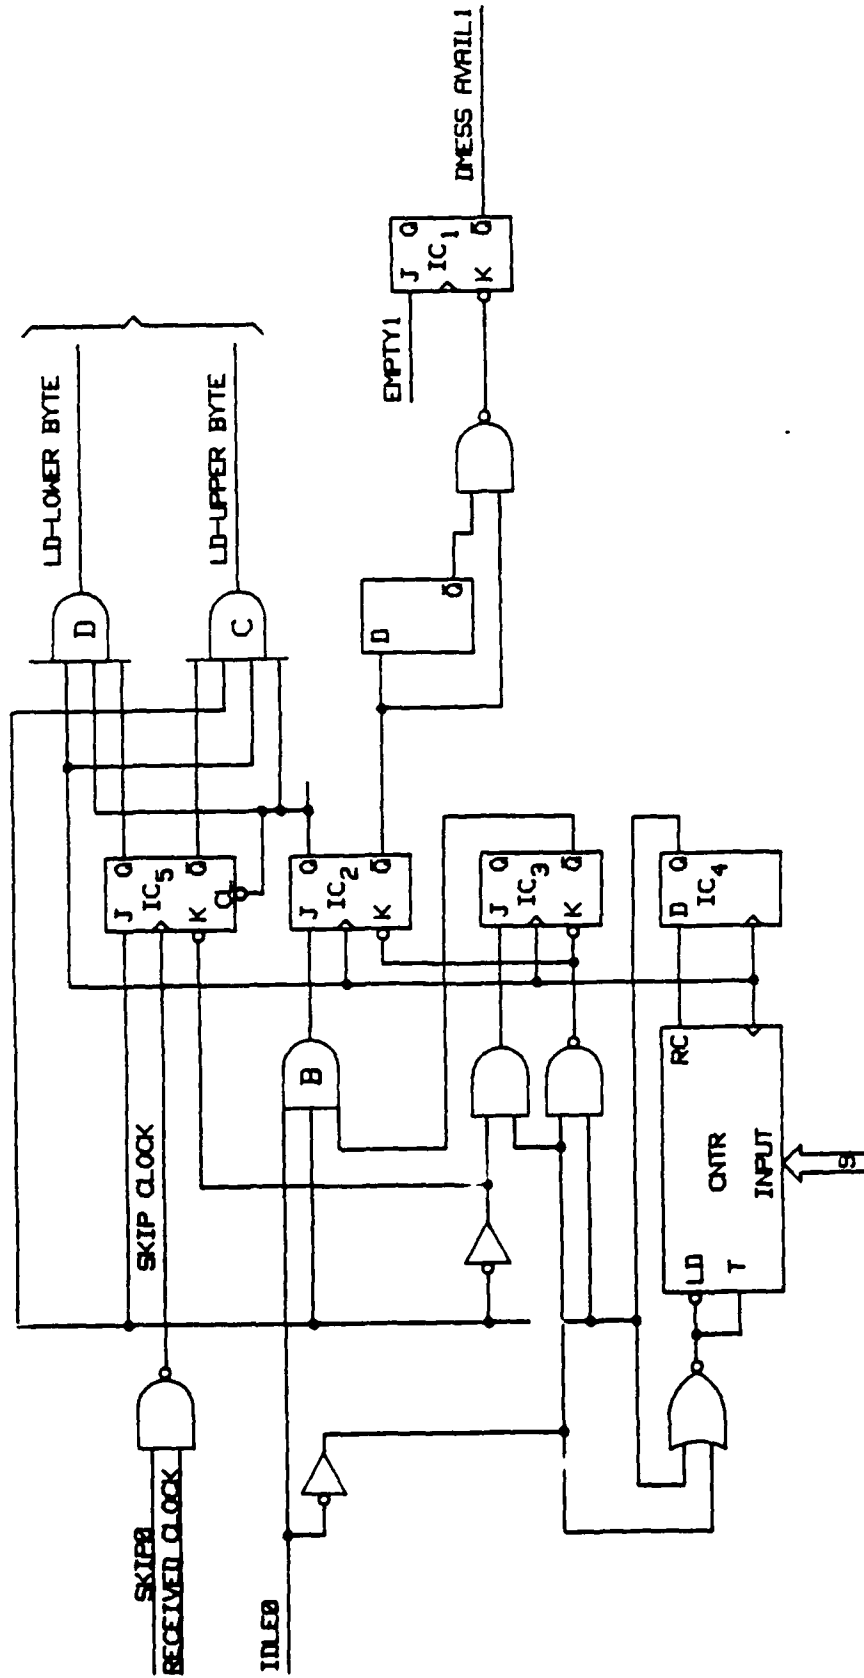 SKIP0
RECEIVED CLOCK
IDLE0
SKIP CLOCK
LD-LOWER BYTE
LD-UPPER BYTE
D
C
J Q
IC5
K Q̅
CL
B
J Q
IC2
K Q̅
J Q
IC3
K Q̅
D Q
IC4
D
Q̅
EMPTY1
J Q
IC1
K Q̅
DMESS AVAIL1
RC
CNTR
LD
T
INPUT